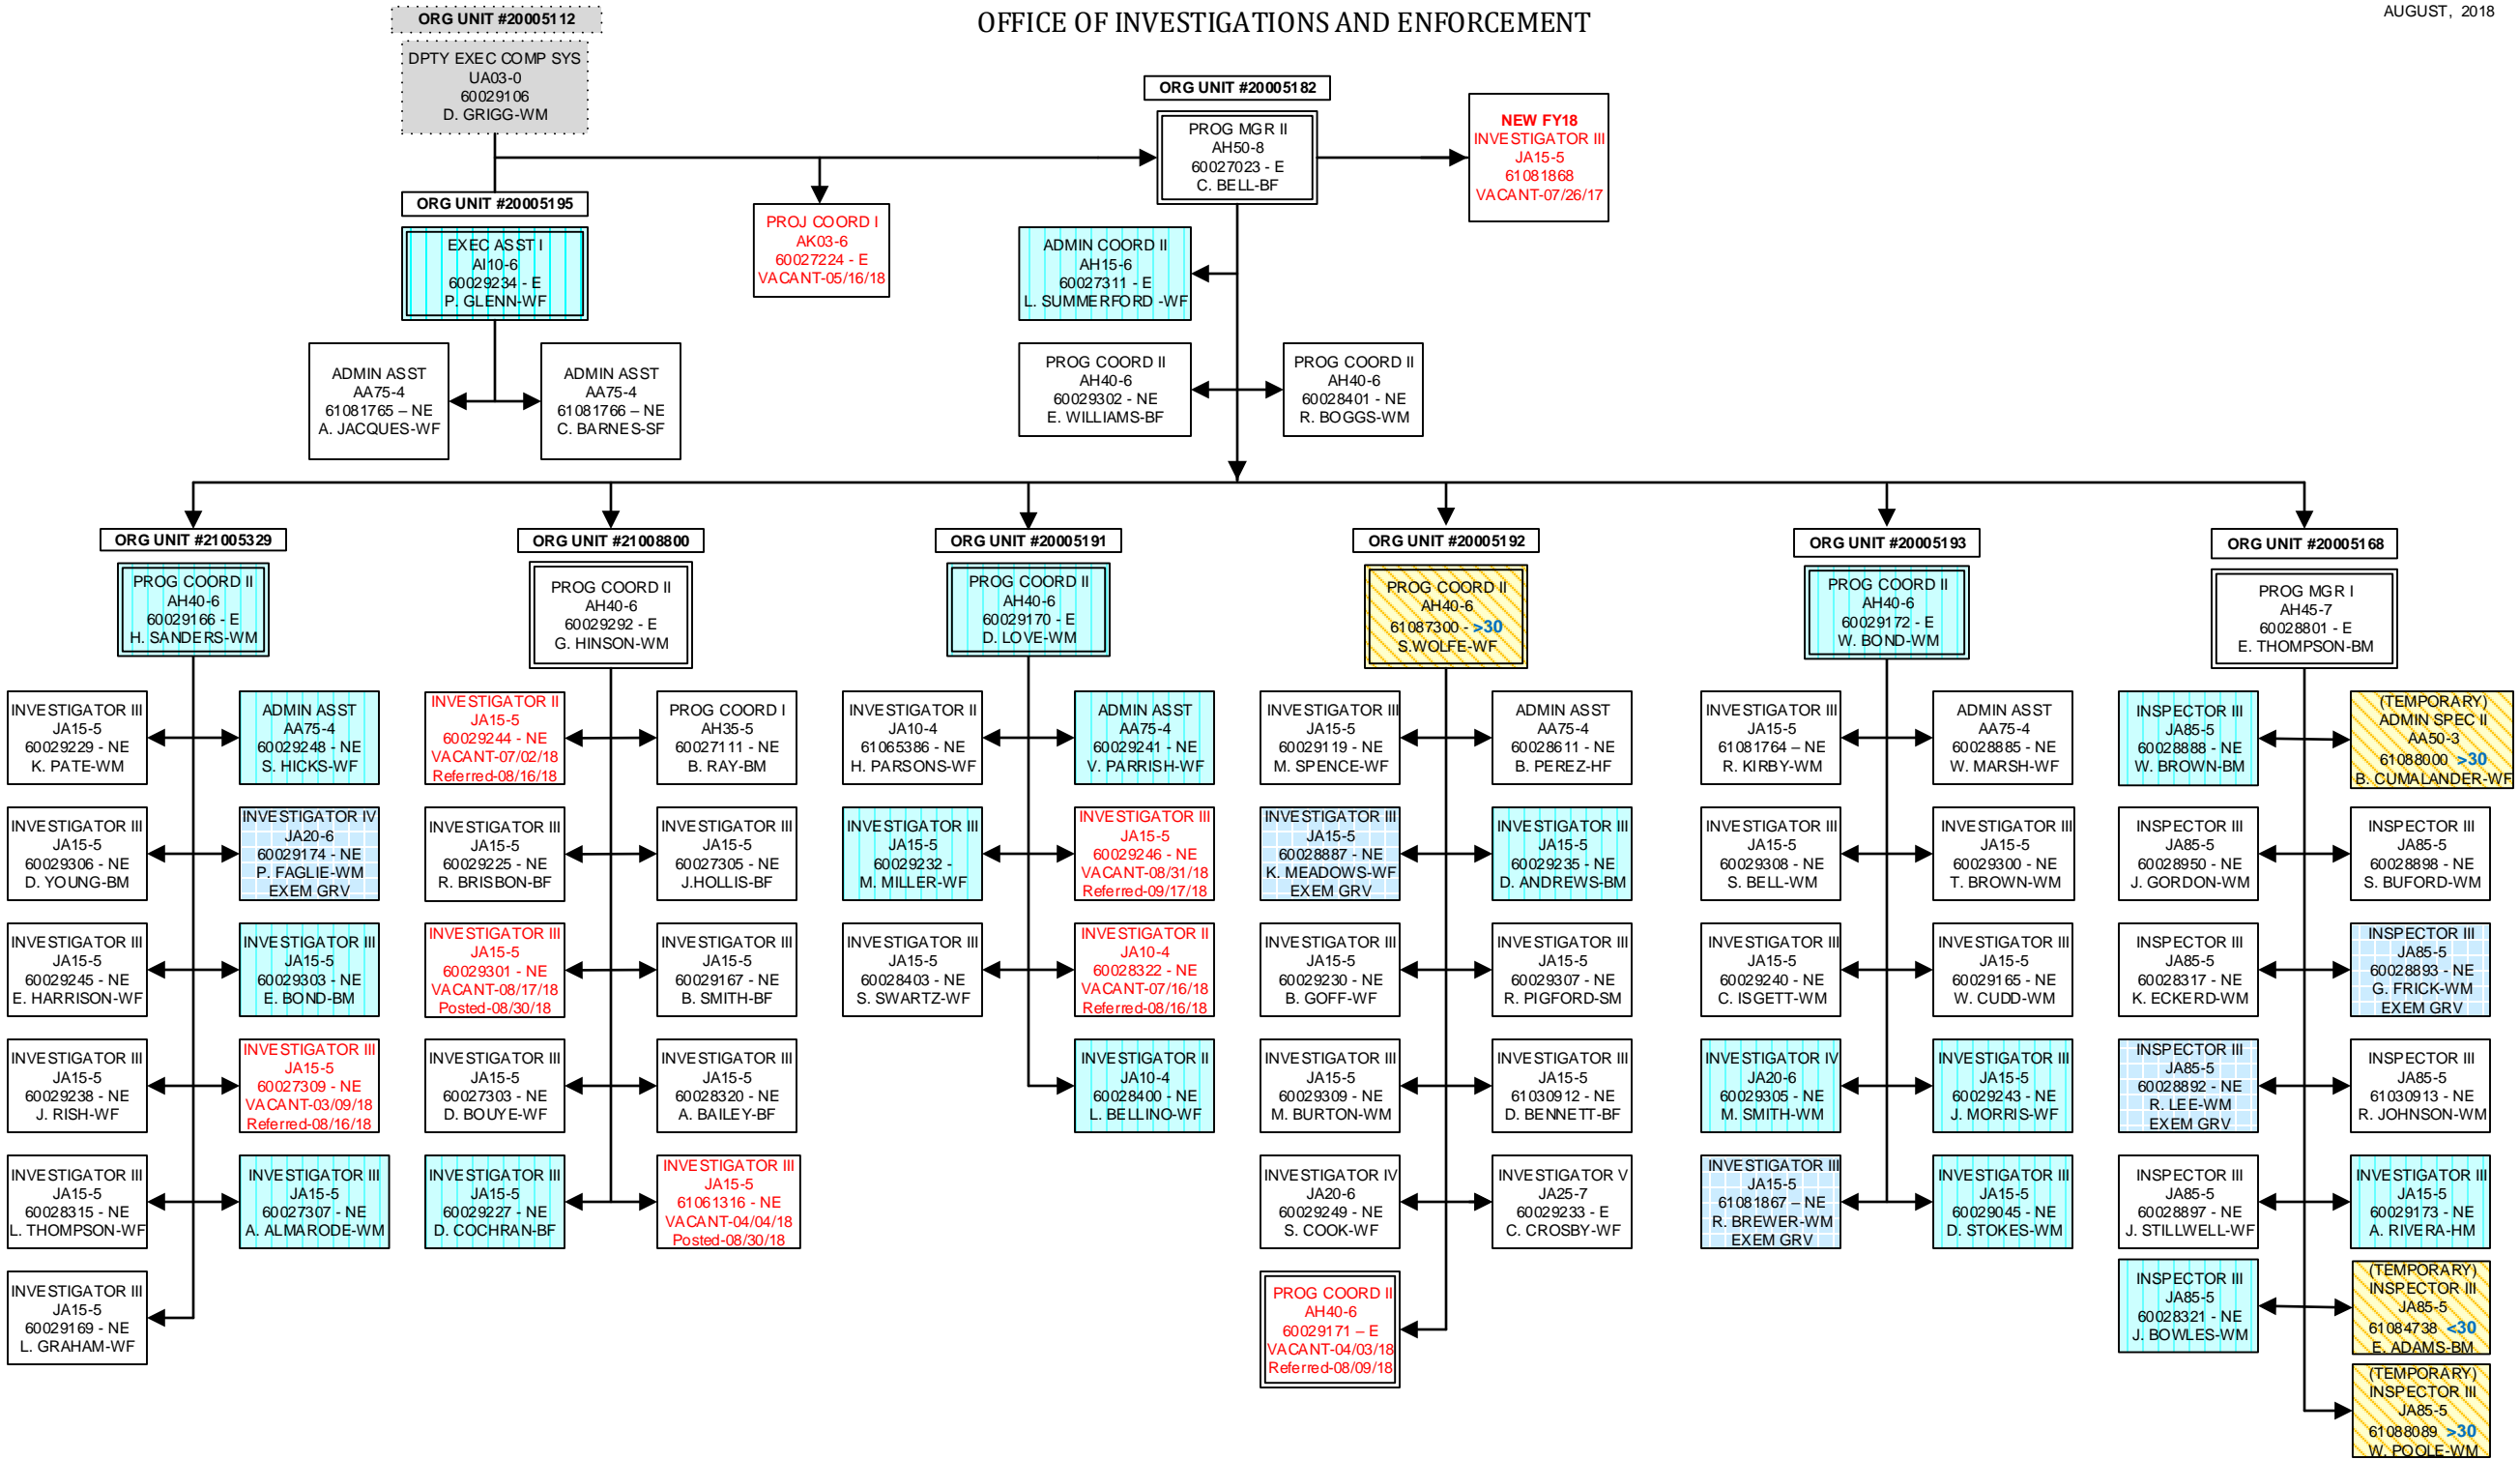 OFFICE OF INVESTIGATIONS AND ENFORCEMENT
AUGUST, 2018
ORG UNIT #20005112
DPTY EXEC COMP SYS
UA03-0
60029106
D. GRIGG-WM
ORG UNIT #20005182
PROG MGR II
AH50-8
60027023 - E
C. BELL-BF
NEW FY18
INVESTIGATOR III
JA15-5
61081868
VACANT-07/26/17
ORG UNIT #20005195
EXEC ASST I
AI10-6
60029234 - E
P. GLENN-WF
PROJ COORD I
AK03-6
60027224 - E
VACANT-05/16/18
ADMIN COORD II
AH15-6
60027311 - E
L. SUMMERFORD -WF
ADMIN ASST
AA75-4
61081765 – NE
A. JACQUES-WF
ADMIN ASST
AA75-4
61081766 – NE
C. BARNES-SF
PROG COORD II
AH40-6
60029302 - NE
E. WILLIAMS-BF
PROG COORD II
AH40-6
60028401 - NE
R. BOGGS-WM
ORG UNIT #21005329
PROG COORD II
AH40-6
60029166 - E
H. SANDERS-WM
INVESTIGATOR III
JA15-5
60029229 - NE
K. PATE-WM
ADMIN ASST
AA75-4
60029248 - NE
S. HICKS-WF
INVESTIGATOR III
JA15-5
60029306 - NE
D. YOUNG-BM
INVESTIGATOR IV
JA20-6
60029174 - NE
P. FAGLIE-WM
EXEM GRV
INVESTIGATOR III
JA15-5
60029245 - NE
E. HARRISON-WF
INVESTIGATOR III
JA15-5
60029303 - NE
E. BOND-BM
INVESTIGATOR III
JA15-5
60029238 - NE
J. RISH-WF
INVESTIGATOR III
JA15-5
60027309 - NE
VACANT-03/09/18
Referred-08/16/18
INVESTIGATOR III
JA15-5
60028315 - NE
L. THOMPSON-WF
INVESTIGATOR III
JA15-5
60027307 - NE
A. ALMARODE-WM
INVESTIGATOR III
JA15-5
60029169 - NE
L. GRAHAM-WF
ORG UNIT #21008800
PROG COORD II
AH40-6
60029292 - E
G. HINSON-WM
INVESTIGATOR II
JA15-5
60029244 - NE
VACANT-07/02/18
Referred-08/16/18
PROG COORD I
AH35-5
60027111 - NE
B. RAY-BM
INVESTIGATOR III
JA15-5
60029225 - NE
R. BRISBON-BF
INVESTIGATOR III
JA15-5
60027305 - NE
J.HOLLIS-BF
INVESTIGATOR III
JA15-5
60029301 - NE
VACANT-08/17/18
Posted-08/30/18
INVESTIGATOR III
JA15-5
60029167 - NE
B. SMITH-BF
INVESTIGATOR III
JA15-5
60027303 - NE
D. BOUYE-WF
INVESTIGATOR III
JA15-5
60028320 - NE
A. BAILEY-BF
INVESTIGATOR III
JA15-5
60029227 - NE
D. COCHRAN-BF
INVESTIGATOR III
JA15-5
61061316 - NE
VACANT-04/04/18
Posted-08/30/18
ORG UNIT #20005191
PROG COORD II
AH40-6
60029170 - E
D. LOVE-WM
INVESTIGATOR II
JA10-4
61065386 - NE
H. PARSONS-WF
ADMIN ASST
AA75-4
60029241 - NE
V. PARRISH-WF
INVESTIGATOR III
JA15-5
60029232 -
M. MILLER-WF
INVESTIGATOR III
JA15-5
60029246 - NE
VACANT-08/31/18
Referred-09/17/18
INVESTIGATOR III
JA15-5
60028403 - NE
S. SWARTZ-WF
INVESTIGATOR II
JA10-4
60028322 - NE
VACANT-07/16/18
Referred-08/16/18
INVESTIGATOR II
JA10-4
60028400 - NE
L. BELLINO-WF
ORG UNIT #20005192
PROG COORD II
AH40-6
61087300 - >30
S.WOLFE-WF
INVESTIGATOR III
JA15-5
60029119 - NE
M. SPENCE-WF
ADMIN ASST
AA75-4
60028611 - NE
B. PEREZ-HF
INVESTIGATOR III
JA15-5
60028887 - NE
K. MEADOWS-WF
EXEM GRV
INVESTIGATOR III
JA15-5
60029235 - NE
D. ANDREWS-BM
INVESTIGATOR III
JA15-5
60029230 - NE
B. GOFF-WF
INVESTIGATOR III
JA15-5
60029307 - NE
R. PIGFORD-SM
INVESTIGATOR III
JA15-5
60029309 - NE
M. BURTON-WM
INVESTIGATOR III
JA15-5
61030912 - NE
D. BENNETT-BF
INVESTIGATOR IV
JA20-6
60029249 - NE
S. COOK-WF
INVESTIGATOR V
JA25-7
60029233 - E
C. CROSBY-WF
PROG COORD II
AH40-6
60029171 – E
VACANT-04/03/18
Referred-08/09/18
ORG UNIT #20005193
PROG COORD II
AH40-6
60029172 - E
W. BOND-WM
INVESTIGATOR III
JA15-5
61081764 – NE
R. KIRBY-WM
ADMIN ASST
AA75-4
60028885 - NE
W. MARSH-WF
INVESTIGATOR III
JA15-5
60029308 - NE
S. BELL-WM
INVESTIGATOR III
JA15-5
60029300 - NE
T. BROWN-WM
INVESTIGATOR III
JA15-5
60029240 - NE
C. ISGETT-WM
INVESTIGATOR III
JA15-5
60029165 - NE
W. CUDD-WM
INVESTIGATOR IV
JA20-6
60029305 - NE
M. SMITH-WM
INVESTIGATOR III
JA15-5
60029243 - NE
J. MORRIS-WF
INVESTIGATOR III
JA15-5
61081867 – NE
R. BREWER-WM
EXEM GRV
INVESTIGATOR III
JA15-5
60029045 - NE
D. STOKES-WM
ORG UNIT #20005168
PROG MGR I
AH45-7
60028801 - E
E. THOMPSON-BM
INSPECTOR III
JA85-5
60028888 - NE
W. BROWN-BM
(TEMPORARY)
ADMIN SPEC II
AA50-3
61088000 >30
B. CUMALANDER-WF
INSPECTOR III
JA85-5
60028950 - NE
J. GORDON-WM
INSPECTOR III
JA85-5
60028898 - NE
S. BUFORD-WM
INSPECTOR III
JA85-5
60028317 - NE
K. ECKERD-WM
INSPECTOR III
JA85-5
60028893 - NE
G. FRICK-WM
EXEM GRV
INSPECTOR III
JA85-5
60028892 - NE
R. LEE-WM
EXEM GRV
INSPECTOR III
JA85-5
61030913 - NE
R. JOHNSON-WM
INSPECTOR III
JA85-5
60028897 - NE
J. STILLWELL-WF
INVESTIGATOR III
JA15-5
60029173 - NE
A. RIVERA-HM
INSPECTOR III
JA85-5
60028321 - NE
J. BOWLES-WM
(TEMPORARY)
INSPECTOR III
JA85-5
61084738 <30
E. ADAMS-BM
(TEMPORARY)
INSPECTOR III
JA85-5
61088089 >30
W. POOLE-WM